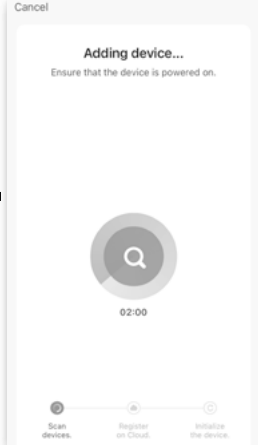 Cancel
Adding device...
Ensure that the device is powered on.
02:00
Scan
devices.
Register
on Cloud.
Initialize
the device.